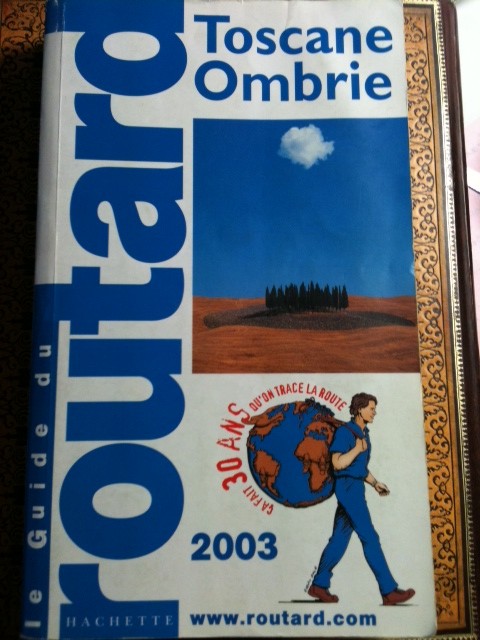 Toscane
Ombrie
le Guide du
routard
ÇA FAIT 30 ANS QU'ON TRACE LA ROUTE
2003
HACHETTE
www.routard.com